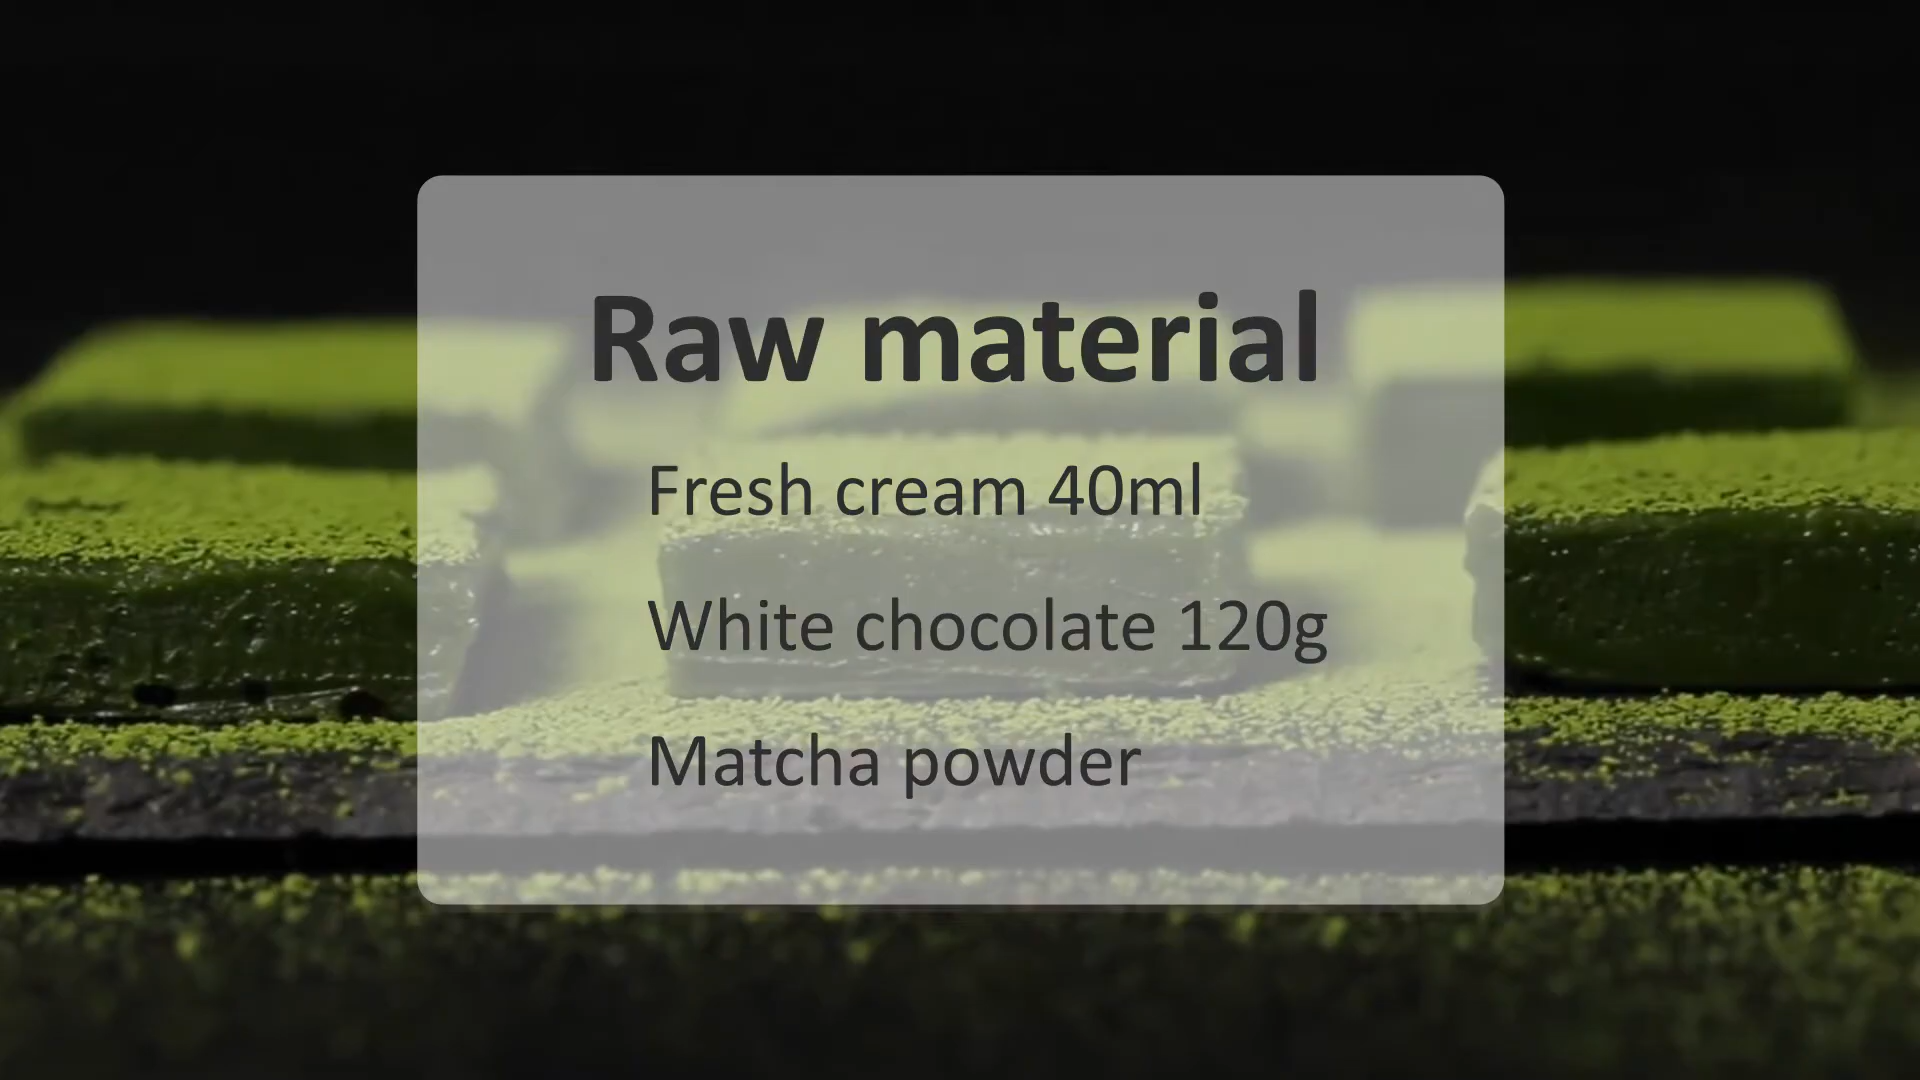 Raw material
Fresh cream 40ml
White chocolate 120g
Matcha powder